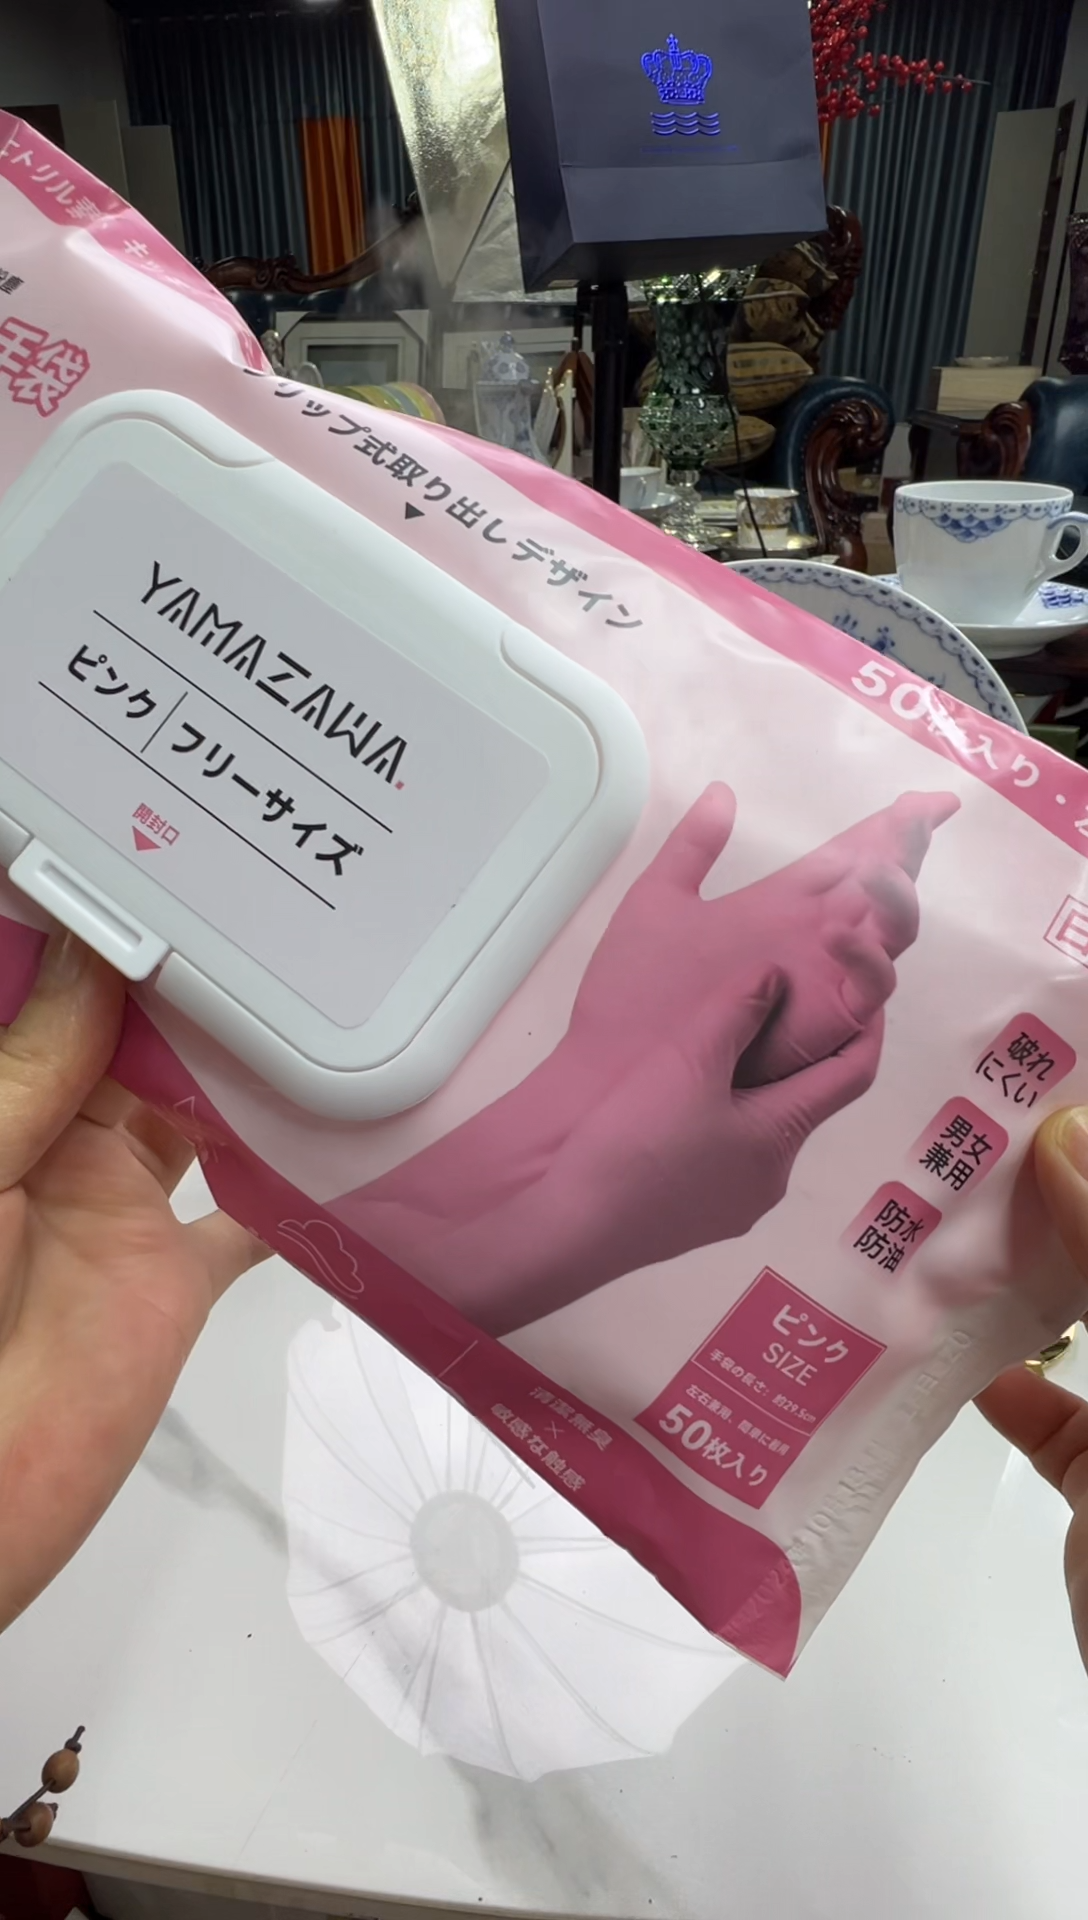 手袋
リップ式取り出しデザイン
YAMAZAWA
ピンク
フリーサイズ
開封口
50枚入り・
破れ
にくい
男女
兼用
防水
防油
ピンク
SIZE
手袋の長さ:約29.5cm
左右兼用、簡単に着用
50枚入り
清潔無臭
×
敏感な触感